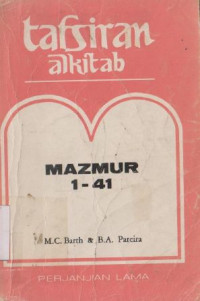 tafsiran
alkitab
MAZMUR
1-41
M.C. Barth & B.A. Pareira
PERJANJIAN LAMA